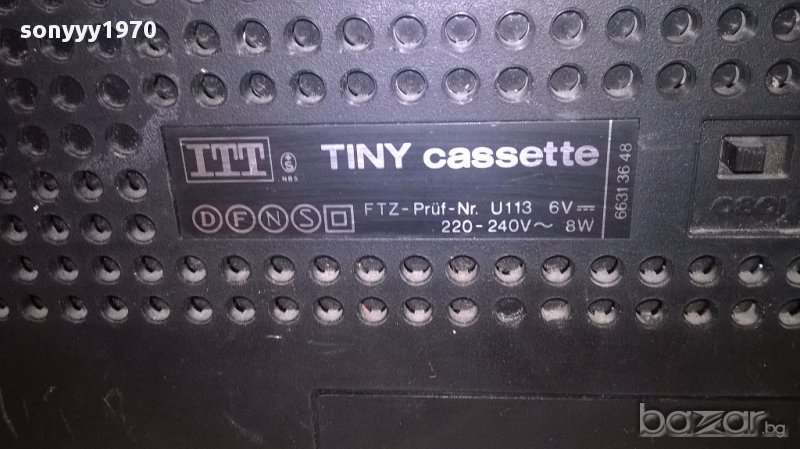 sonyyy1970
ITT
TINY cassette
D F N S
FTZ-Prüf-Nr. U113 6V
220-240V~ 8W
6631 36 48
bazar.bg